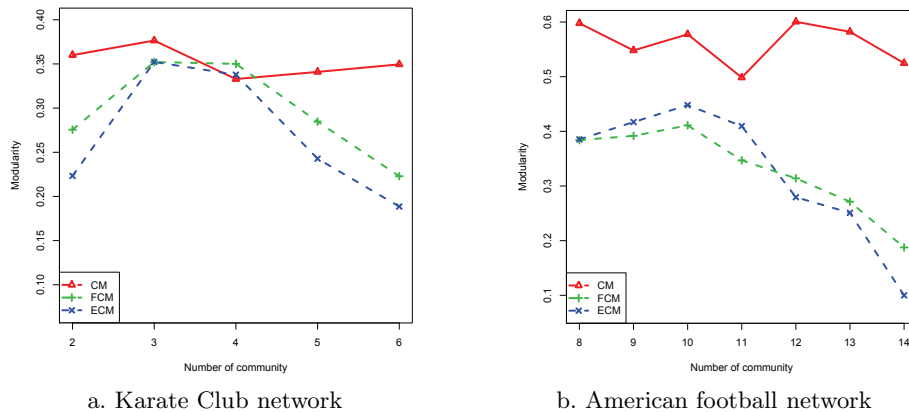 Modularity
0.40
0.35
0.30
0.25
0.20
0.15
0.10
CM
FCM
ECM
2 3 4 5 6
Number of community
a. Karate Club network
Modularity
0.6
0.5
0.4
0.3
0.2
0.1
CM
FCM
ECM
8 9 10 11 12 13 14
Number of community
b. American football network